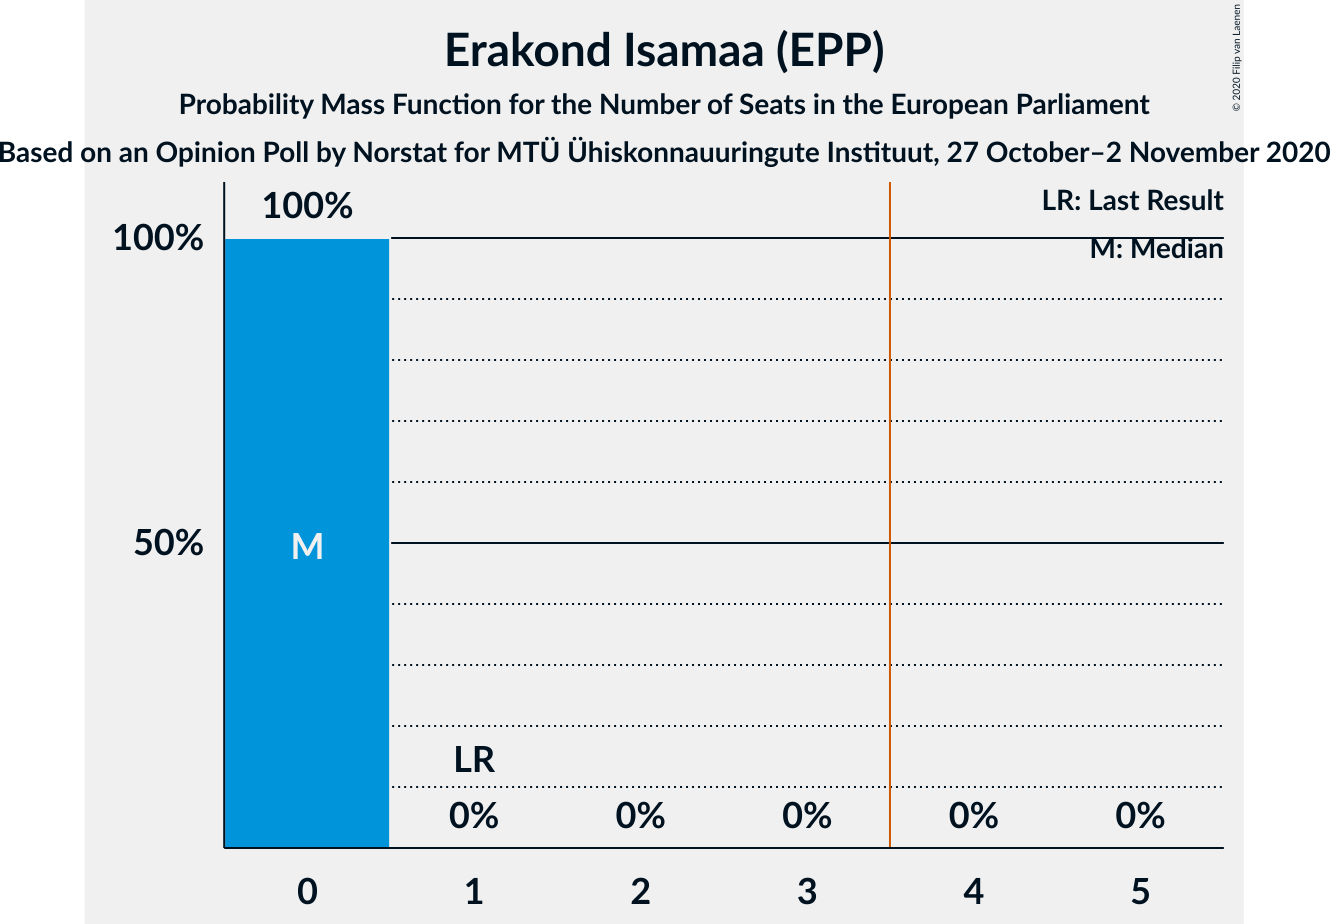 Erakond Isamaa (EPP)
Probability Mass Function for the Number of Seats in the European Parliament
Based on an Opinion Poll by Norstat for MTÜ Ühiskonnauuringute Instituut, 27 October–2 November 2020
© 2020 Filip van Laenen
LR: Last Result
M: Median
100%
100%
50%
M
LR
0%
0%
0%
0%
0%
0
1
2
3
4
5